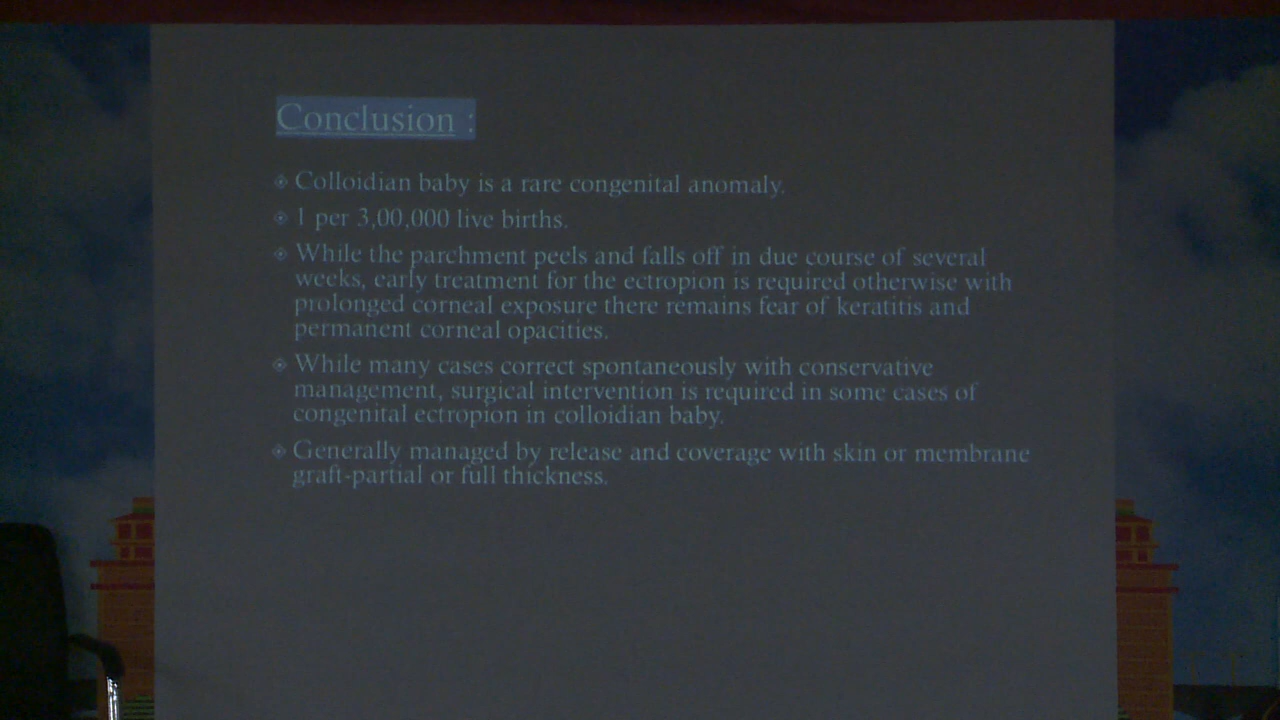 Conclusion :
Colloidian baby is a rare congenital anomaly.
1 per 3,00,000 live births.
While the parchment peels and falls off in due course of several
weeks, early treatment for the ectropion is required otherwise with
prolonged corneal exposure there remains fear of keratitis and
permanent corneal opacities.
While many cases correct spontaneously with conservative
management, surgical intervention is required in some cases of
congenital ectropion in colloidian baby.
Generally managed by release and coverage with skin or membrane
graft-partial or full thickness.